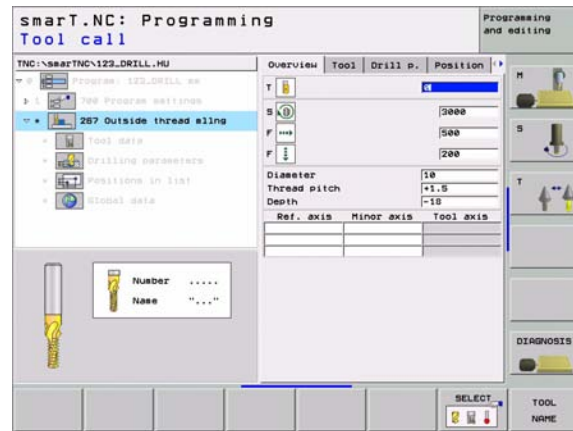 smarT.NC: Programming
Tool call
Programming
and editing
TNC:\smarTNC\123_DRILL.HU
0 Program: 123_DRILL mm
1 700 Program settings
267 Outside thread mllng
Tool data
Drilling parameters
Positions in list
Global data
Overview Tool Drill p. Position
T
S 3000
F 500
F 200
Diameter 10
Thread pitch +1.5
Depth -18
Ref. axis Minor axis Tool axis
Number .....
Name "..."
M
S
T
DIAGNOSIS
SELECT
TOOL
NAME